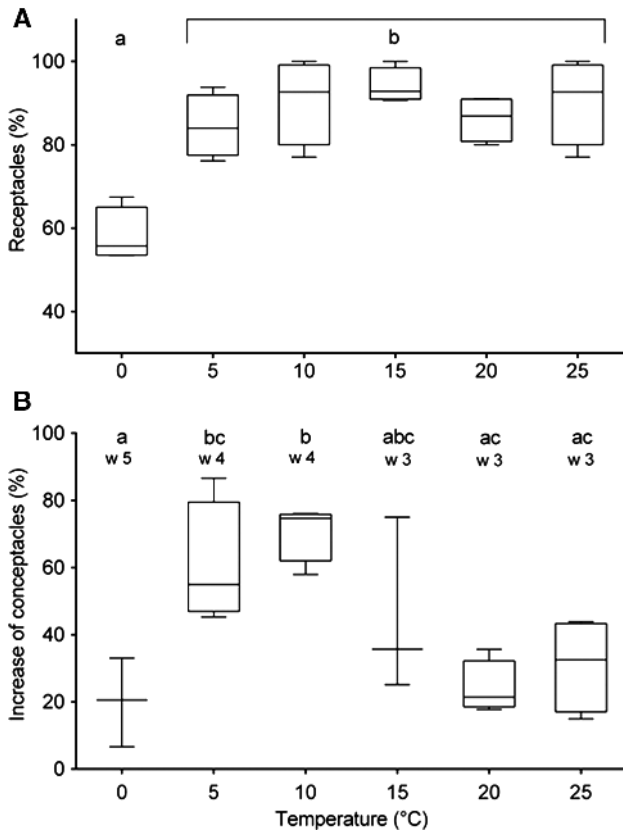 A
a b
100
80
60
40
Receptacles (%)
0 5 10 15 20 25
B
a bc b abc ac ac
w 5 w 4 w 4 w 3 w 3 w 3
100
80
60
40
20
0
Increase of conceptacles (%)
0 5 10 15 20 25
Temperature (°C)